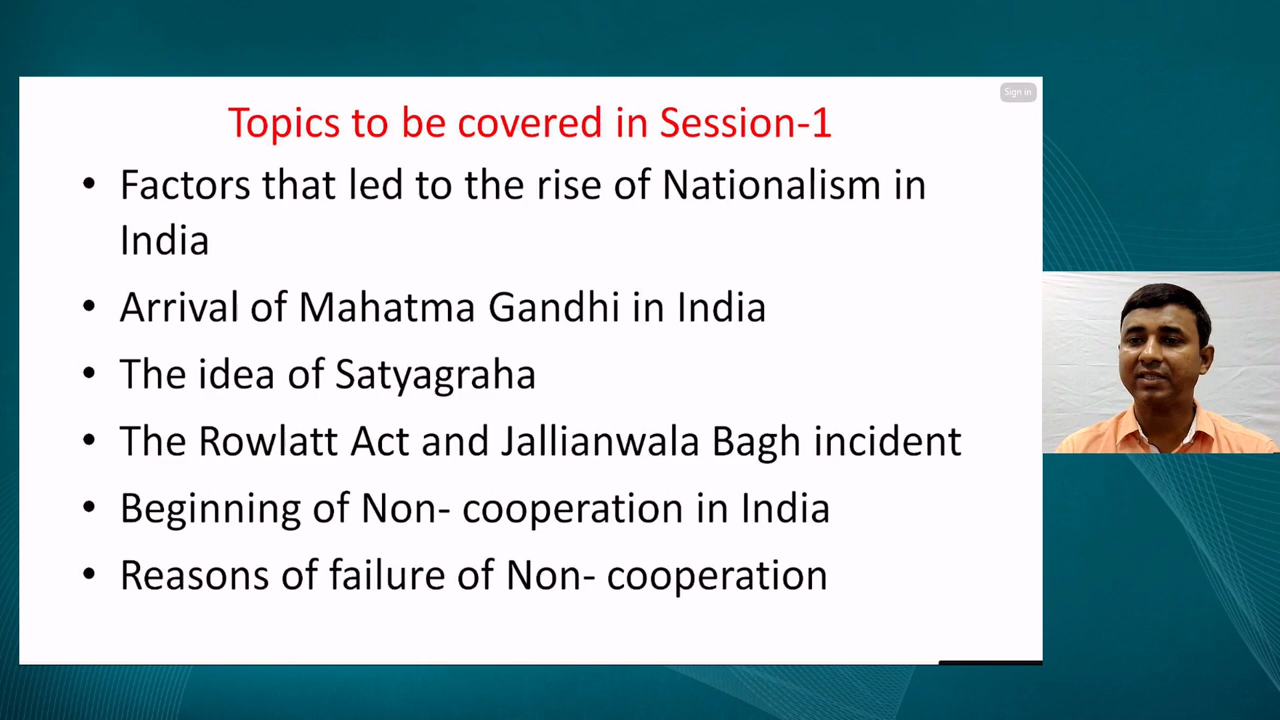 Sign in
Topics to be covered in Session-1
• Factors that led to the rise of Nationalism in
India
• Arrival of Mahatma Gandhi in India
• The idea of Satyagraha
• The Rowlatt Act and Jallianwala Bagh incident
• Beginning of Non- cooperation in India
• Reasons of failure of Non- cooperation